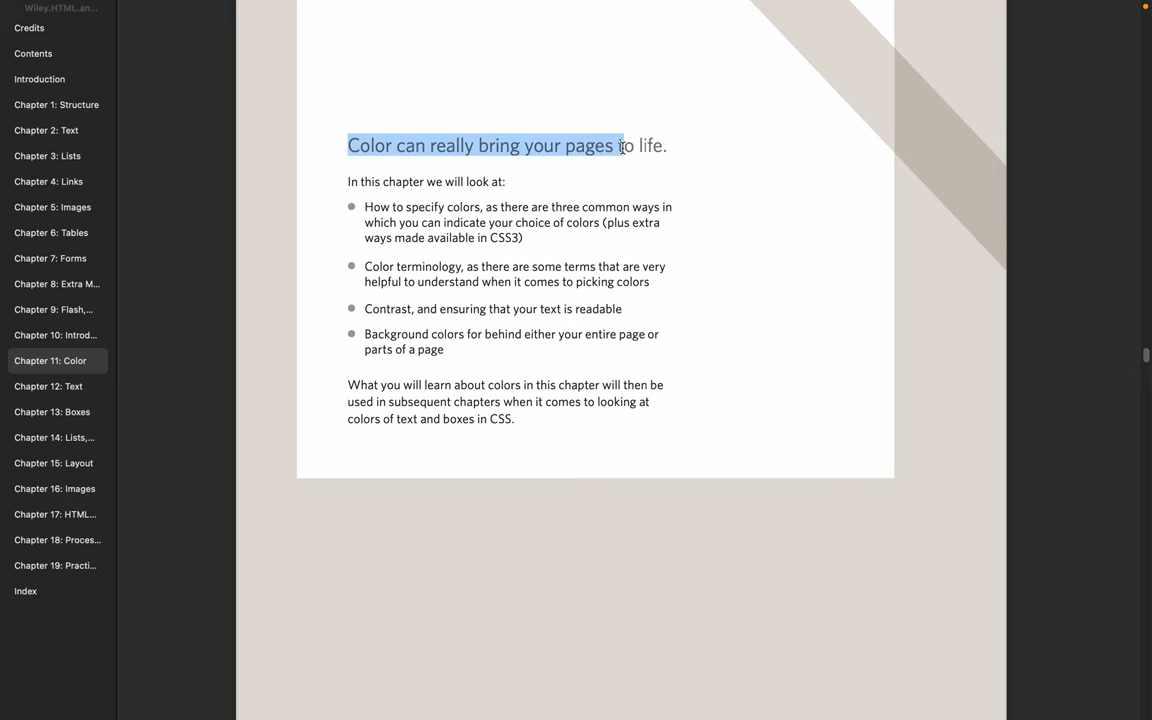 Wiley.HTML.an...
Credits
Contents
Introduction
Chapter 1: Structure
Chapter 2: Text
Chapter 3: Lists
Chapter 4: Links
Chapter 5: Images
Chapter 6: Tables
Chapter 7: Forms
Chapter 8: Extra M...
Chapter 9: Flash,...
Chapter 10: Introd...
Chapter 11: Color
Chapter 12: Text
Chapter 13: Boxes
Chapter 14: Lists,...
Chapter 15: Layout
Chapter 16: Images
Chapter 17: HTML...
Chapter 18: Proces...
Chapter 19: Practi...
Index
Color can really bring your pages to life.
In this chapter we will look at:
How to specify colors, as there are three common ways in
which you can indicate your choice of colors (plus extra
ways made available in CSS3)
Color terminology, as there are some terms that are very
helpful to understand when it comes to picking colors
Contrast, and ensuring that your text is readable
Background colors for behind either your entire page or
parts of a page
What you will learn about colors in this chapter will then be
used in subsequent chapters when it comes to looking at
colors of text and boxes in CSS.